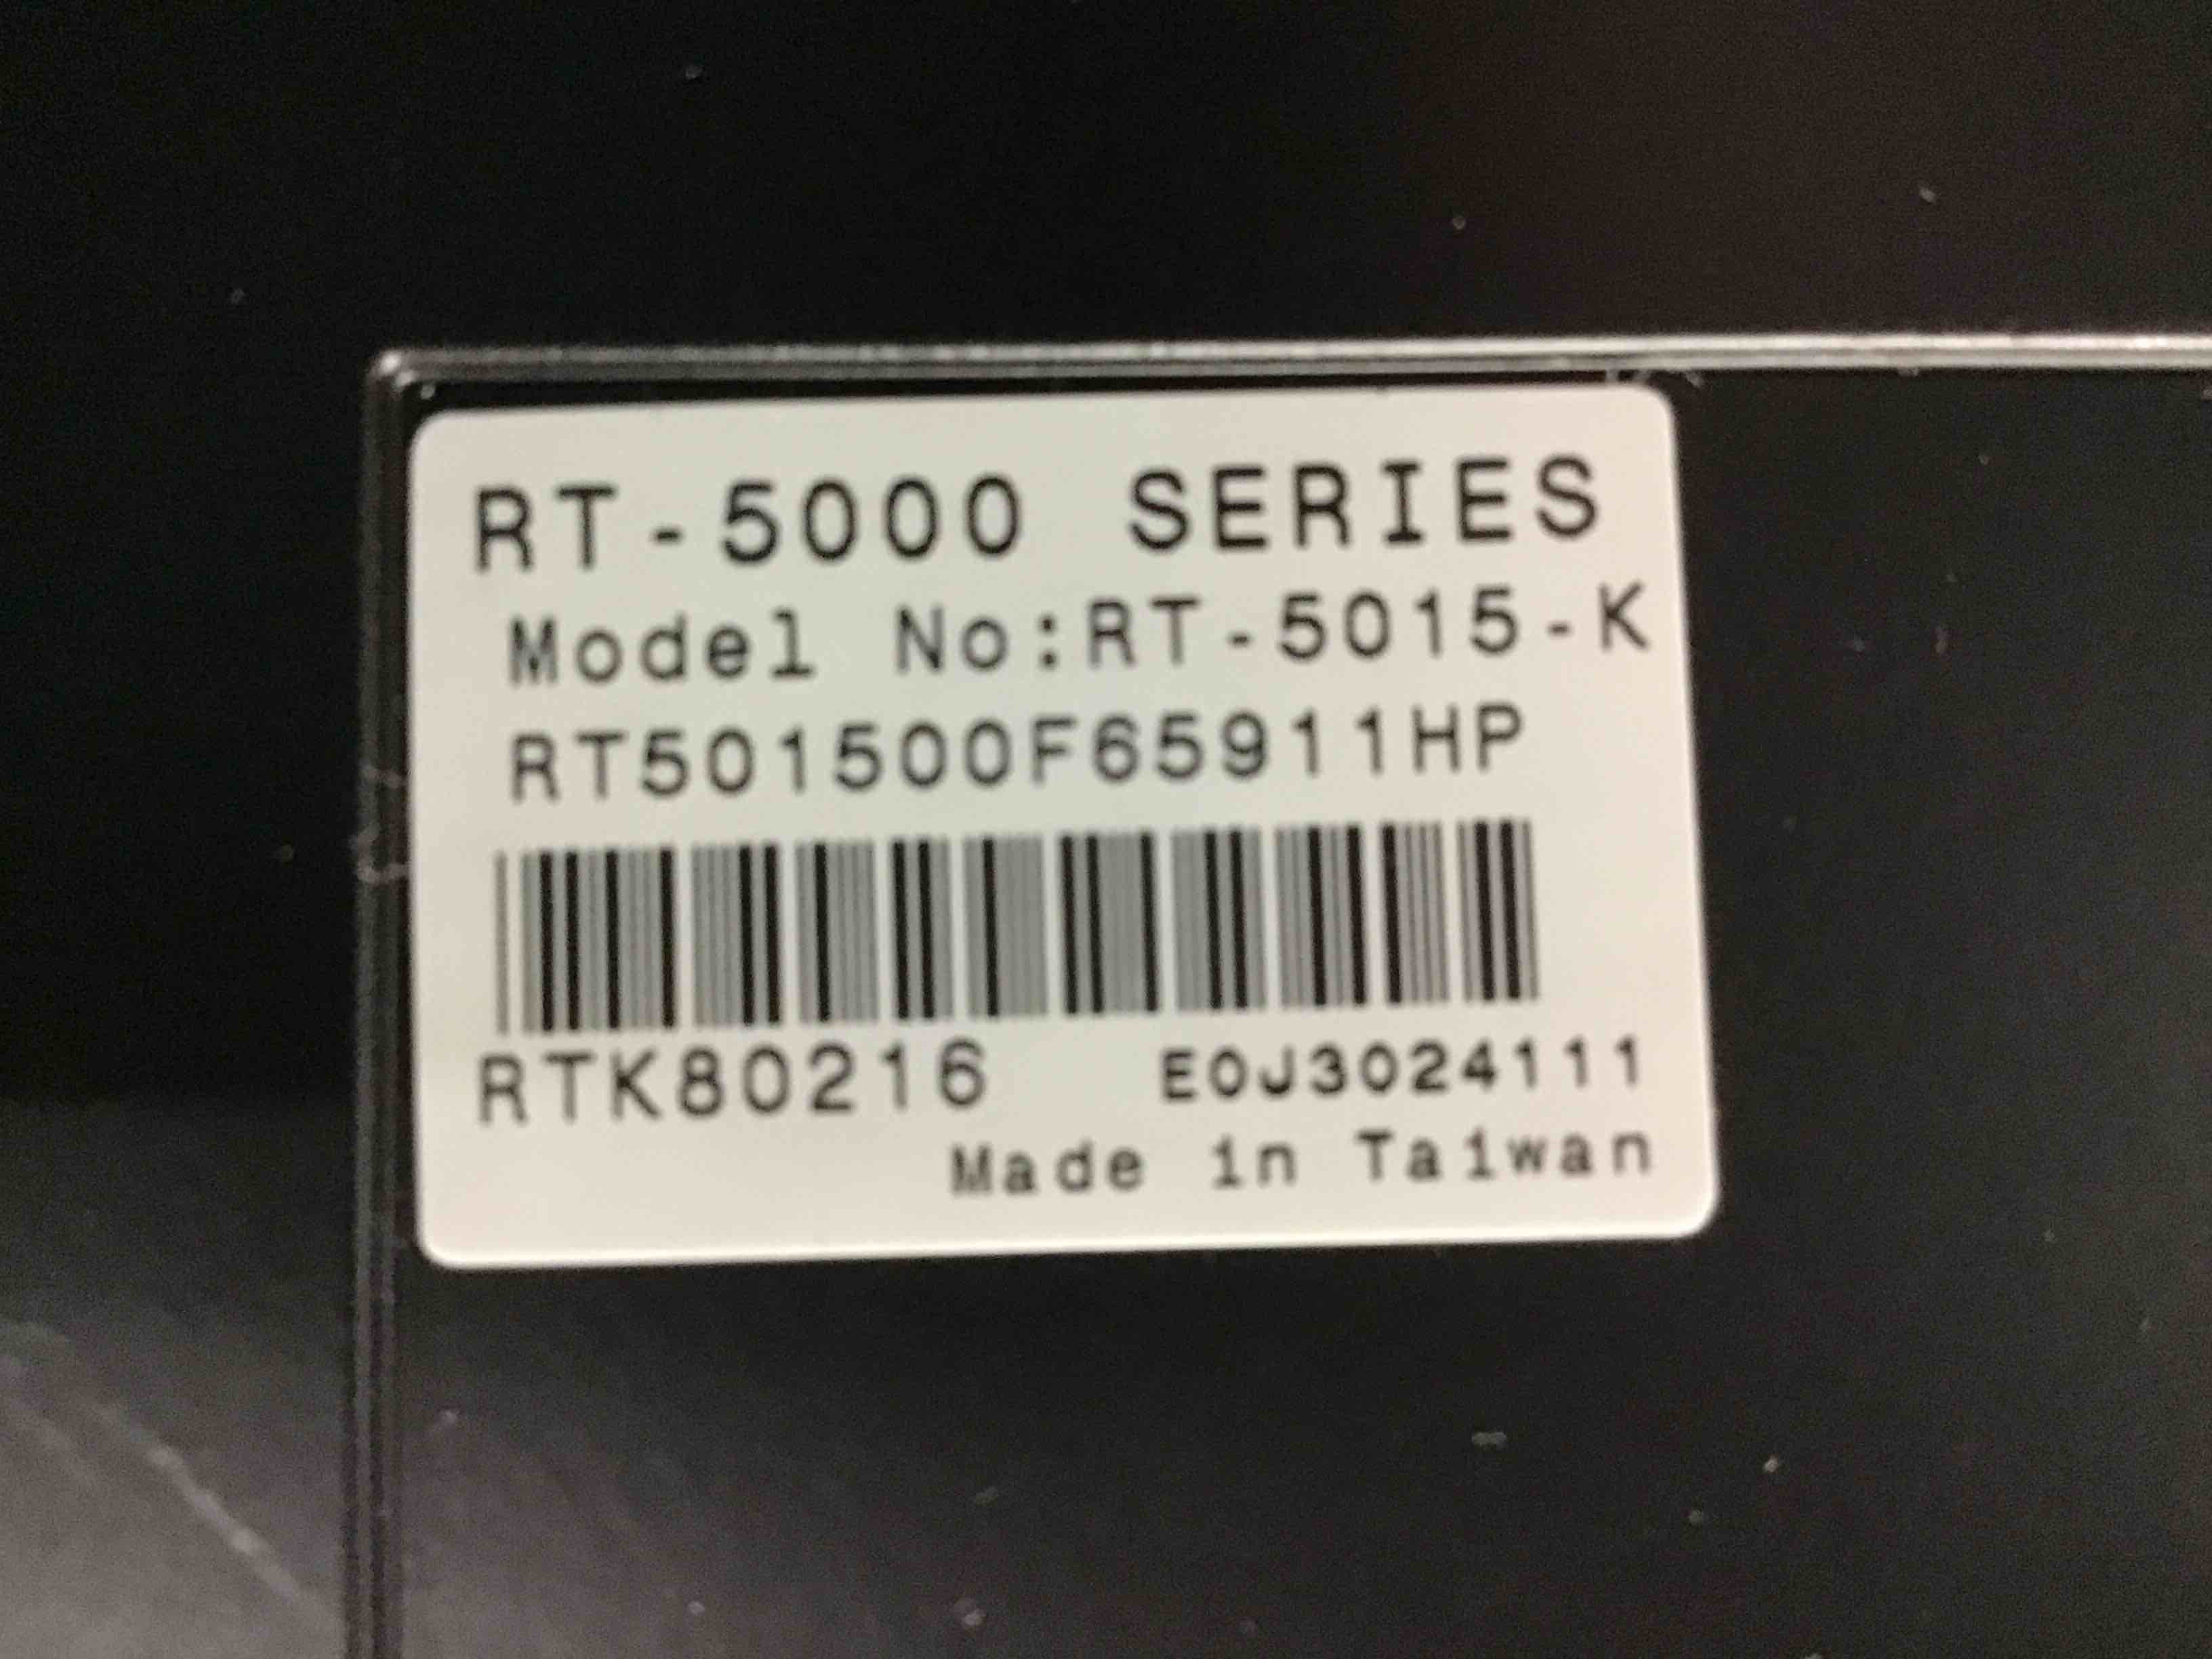 RT-5000 SERIES
Model No:RT-5015-K
RT501500F65911HP
RTK80216 E0J3024111
Made in Taiwan